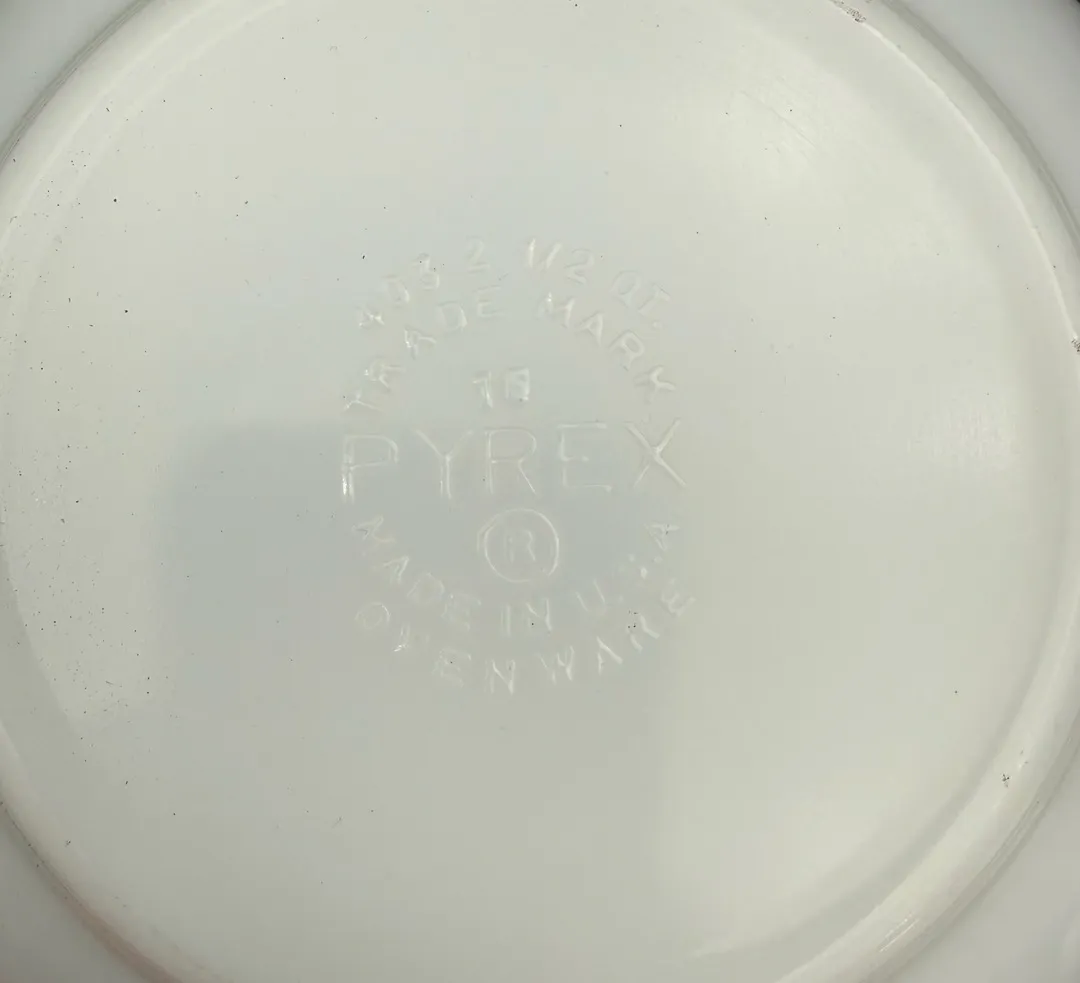 403 2 1/2 QT.
TRADE MARK
PYREX
®
MADE IN U.S.A.
OVENWARE